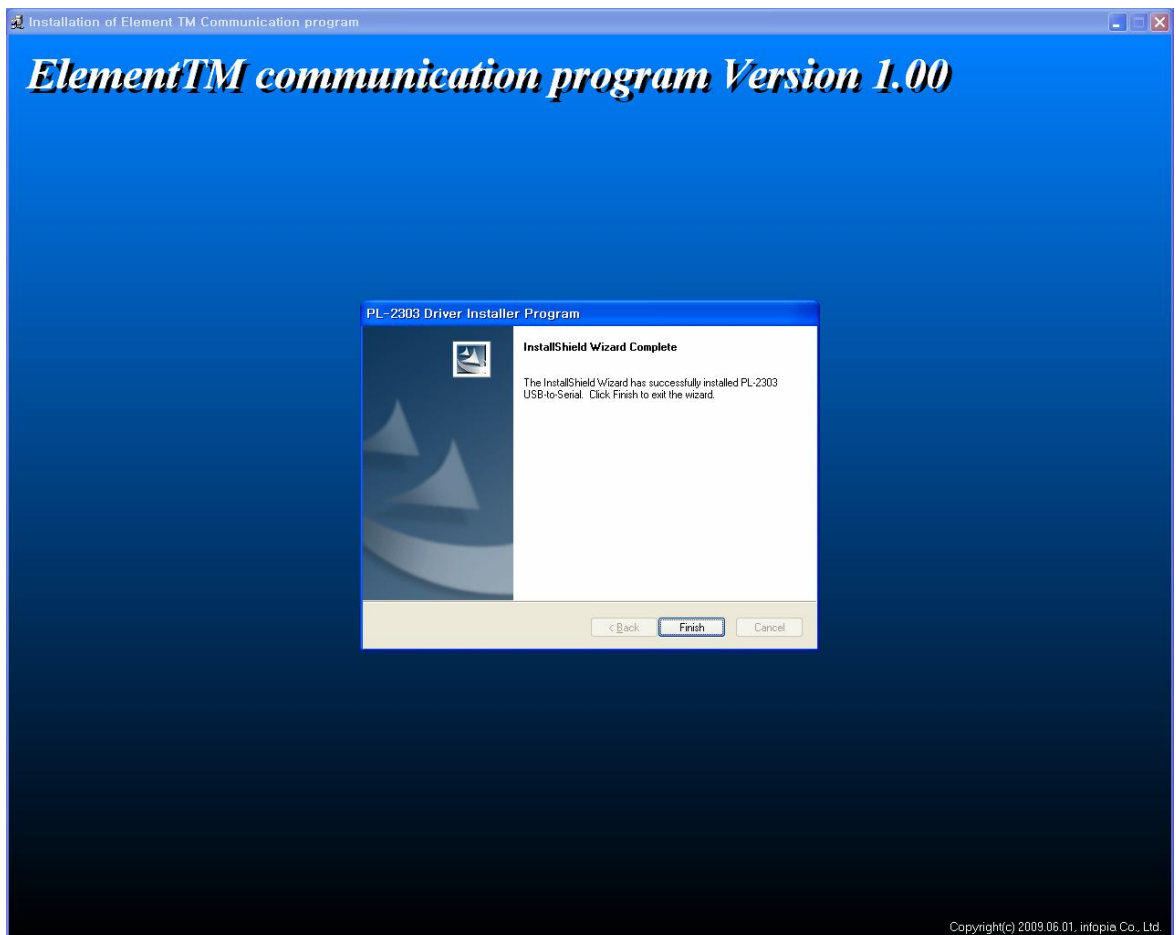 Installation of Element TM Communication program
ElementTM communication program Version 1.00
PL-2303 Driver Installer Program
InstallShield Wizard Complete
The InstallShield Wizard has successfully installed PL-2303
USB-to-Serial. Click Finish to exit the wizard.
< Back Finish Cancel
Copyright(c) 2009.06.01, infopia Co., Ltd.